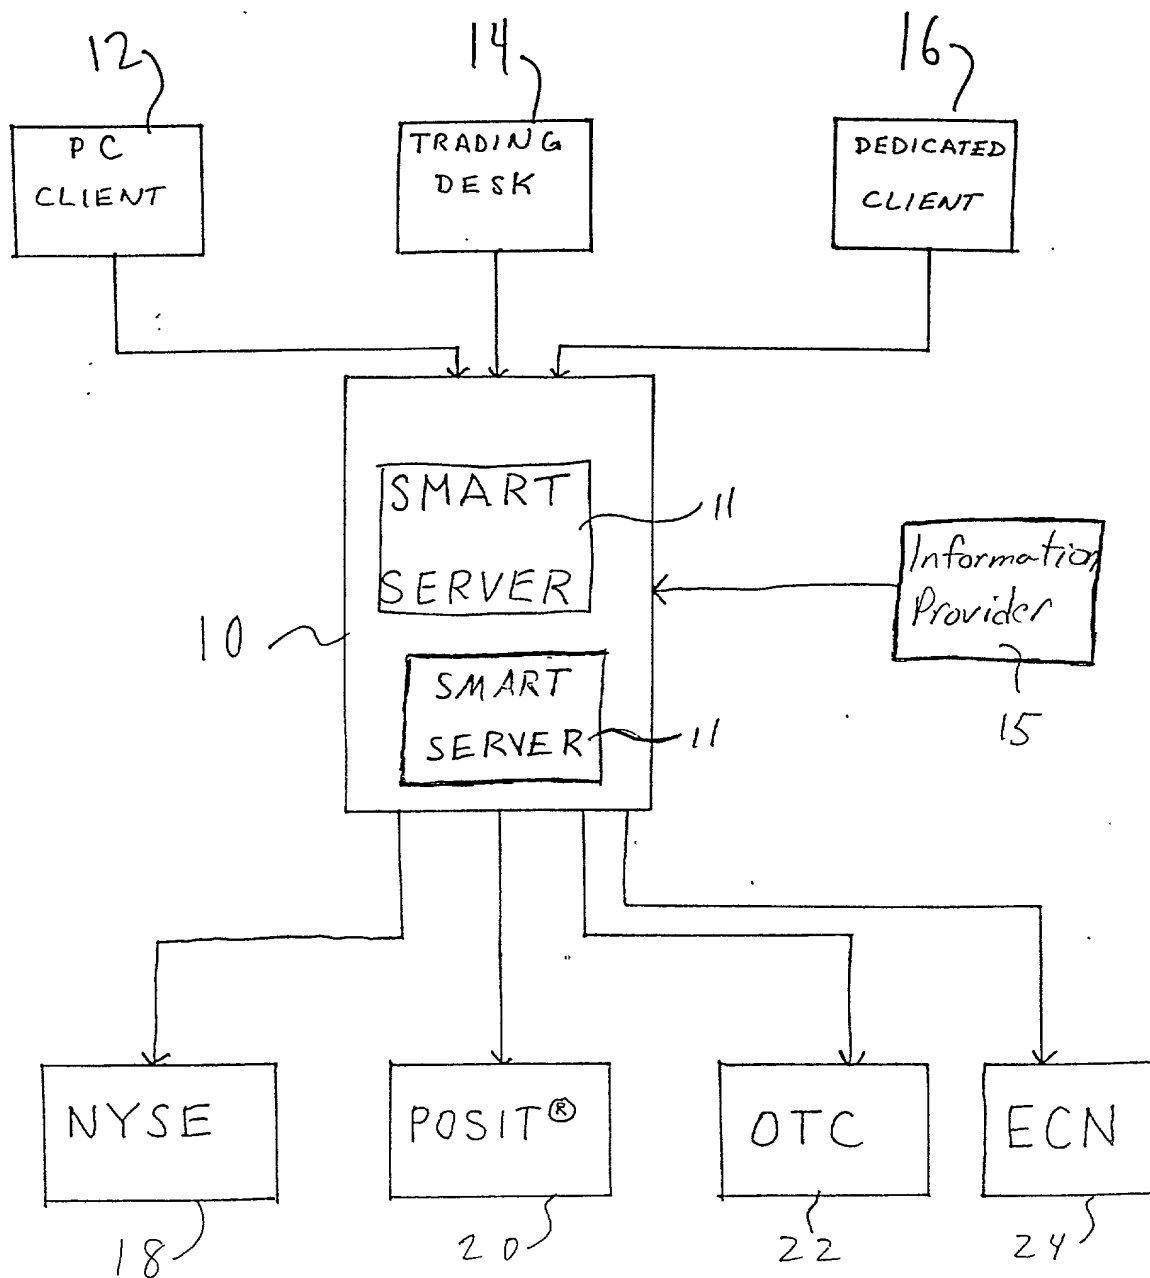 12
14
16
PC
CLIENT
TRADING
DESK
DEDICATED
CLIENT
SMART
SERVER
11
Information
Provider
15
10
SMART
SERVER
11
NYSE
POSIT®
OTC
ECN
18
20
22
24